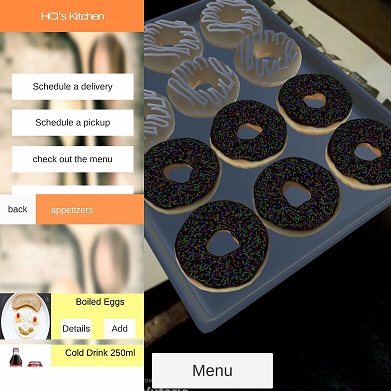 HCI's Kitchen
Schedule a delivery
Schedule a pickup
check out the menu
back
appetizers
Boiled Eggs
Details
Add
Cold Drink 250ml
Menu